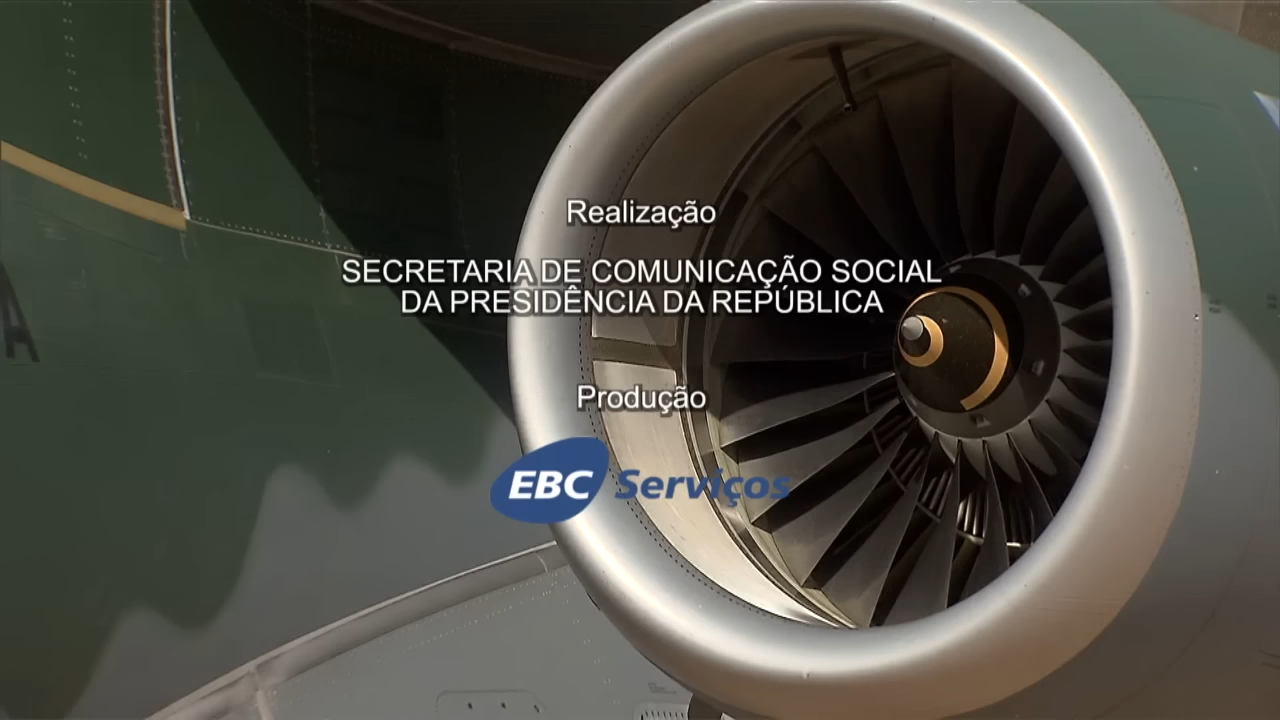 Realização
SECRETARIA DE COMUNICAÇÃO SOCIAL
DA PRESIDÊNCIA DA REPÚBLICA
Produção
EBC Serviços